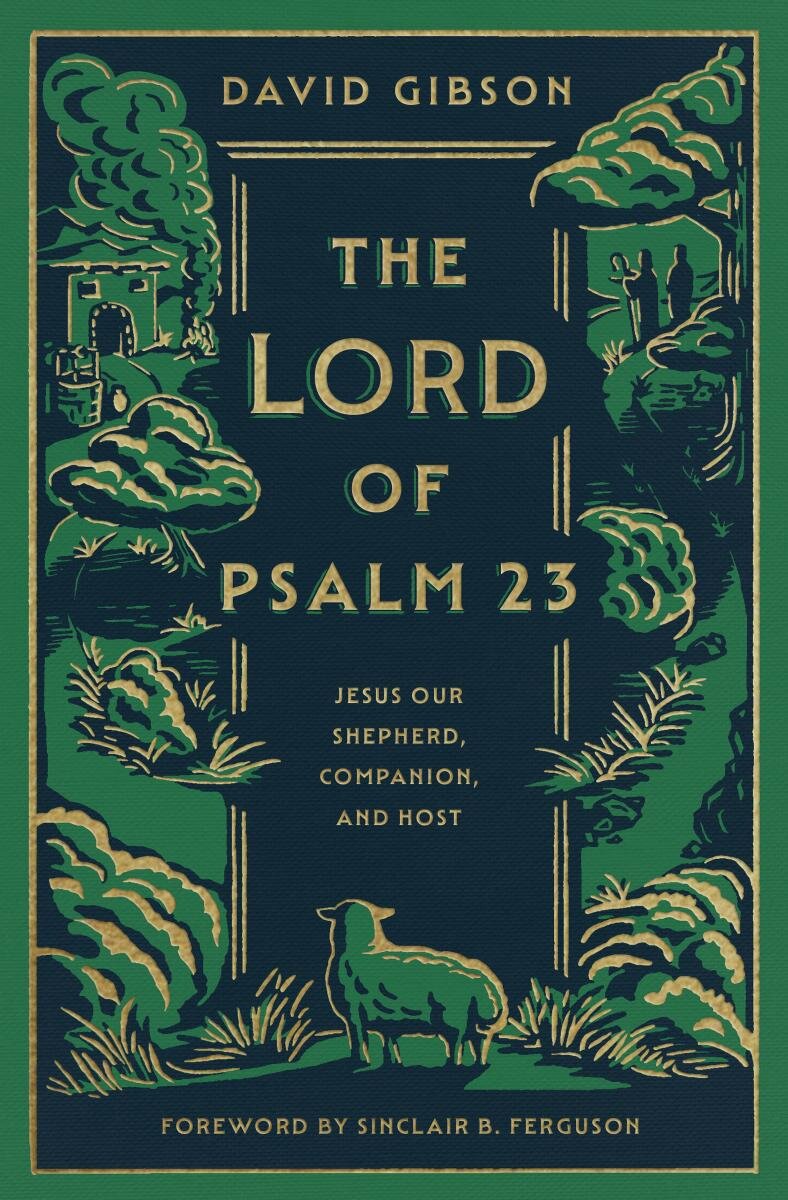 DAVID GIBSON
THE
LORD
OF
PSALM 23
JESUS OUR
SHEPHERD,
COMPANION,
AND HOST
FOREWORD BY SINCLAIR B. FERGUSON